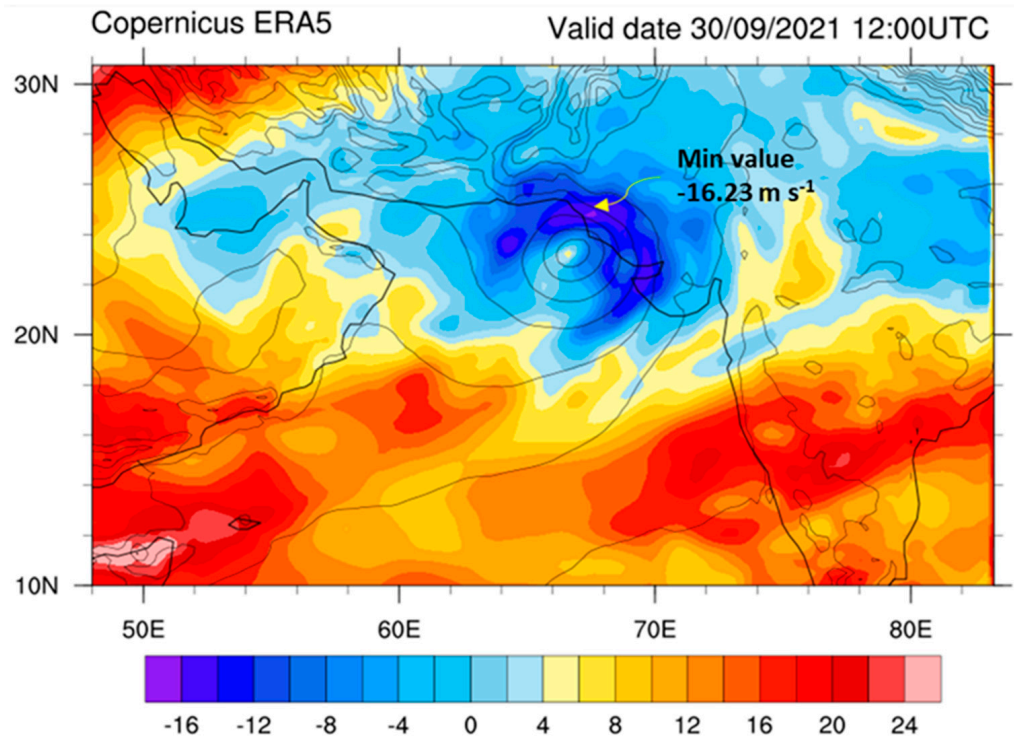 Copernicus ERA5
Valid date 30/09/2021 12:00UTC
30N
Min value
-16.23 m s⁻¹
20N
10N
50E 60E 70E 80E
-16 -12 -8 -4 0 4 8 12 16 20 24